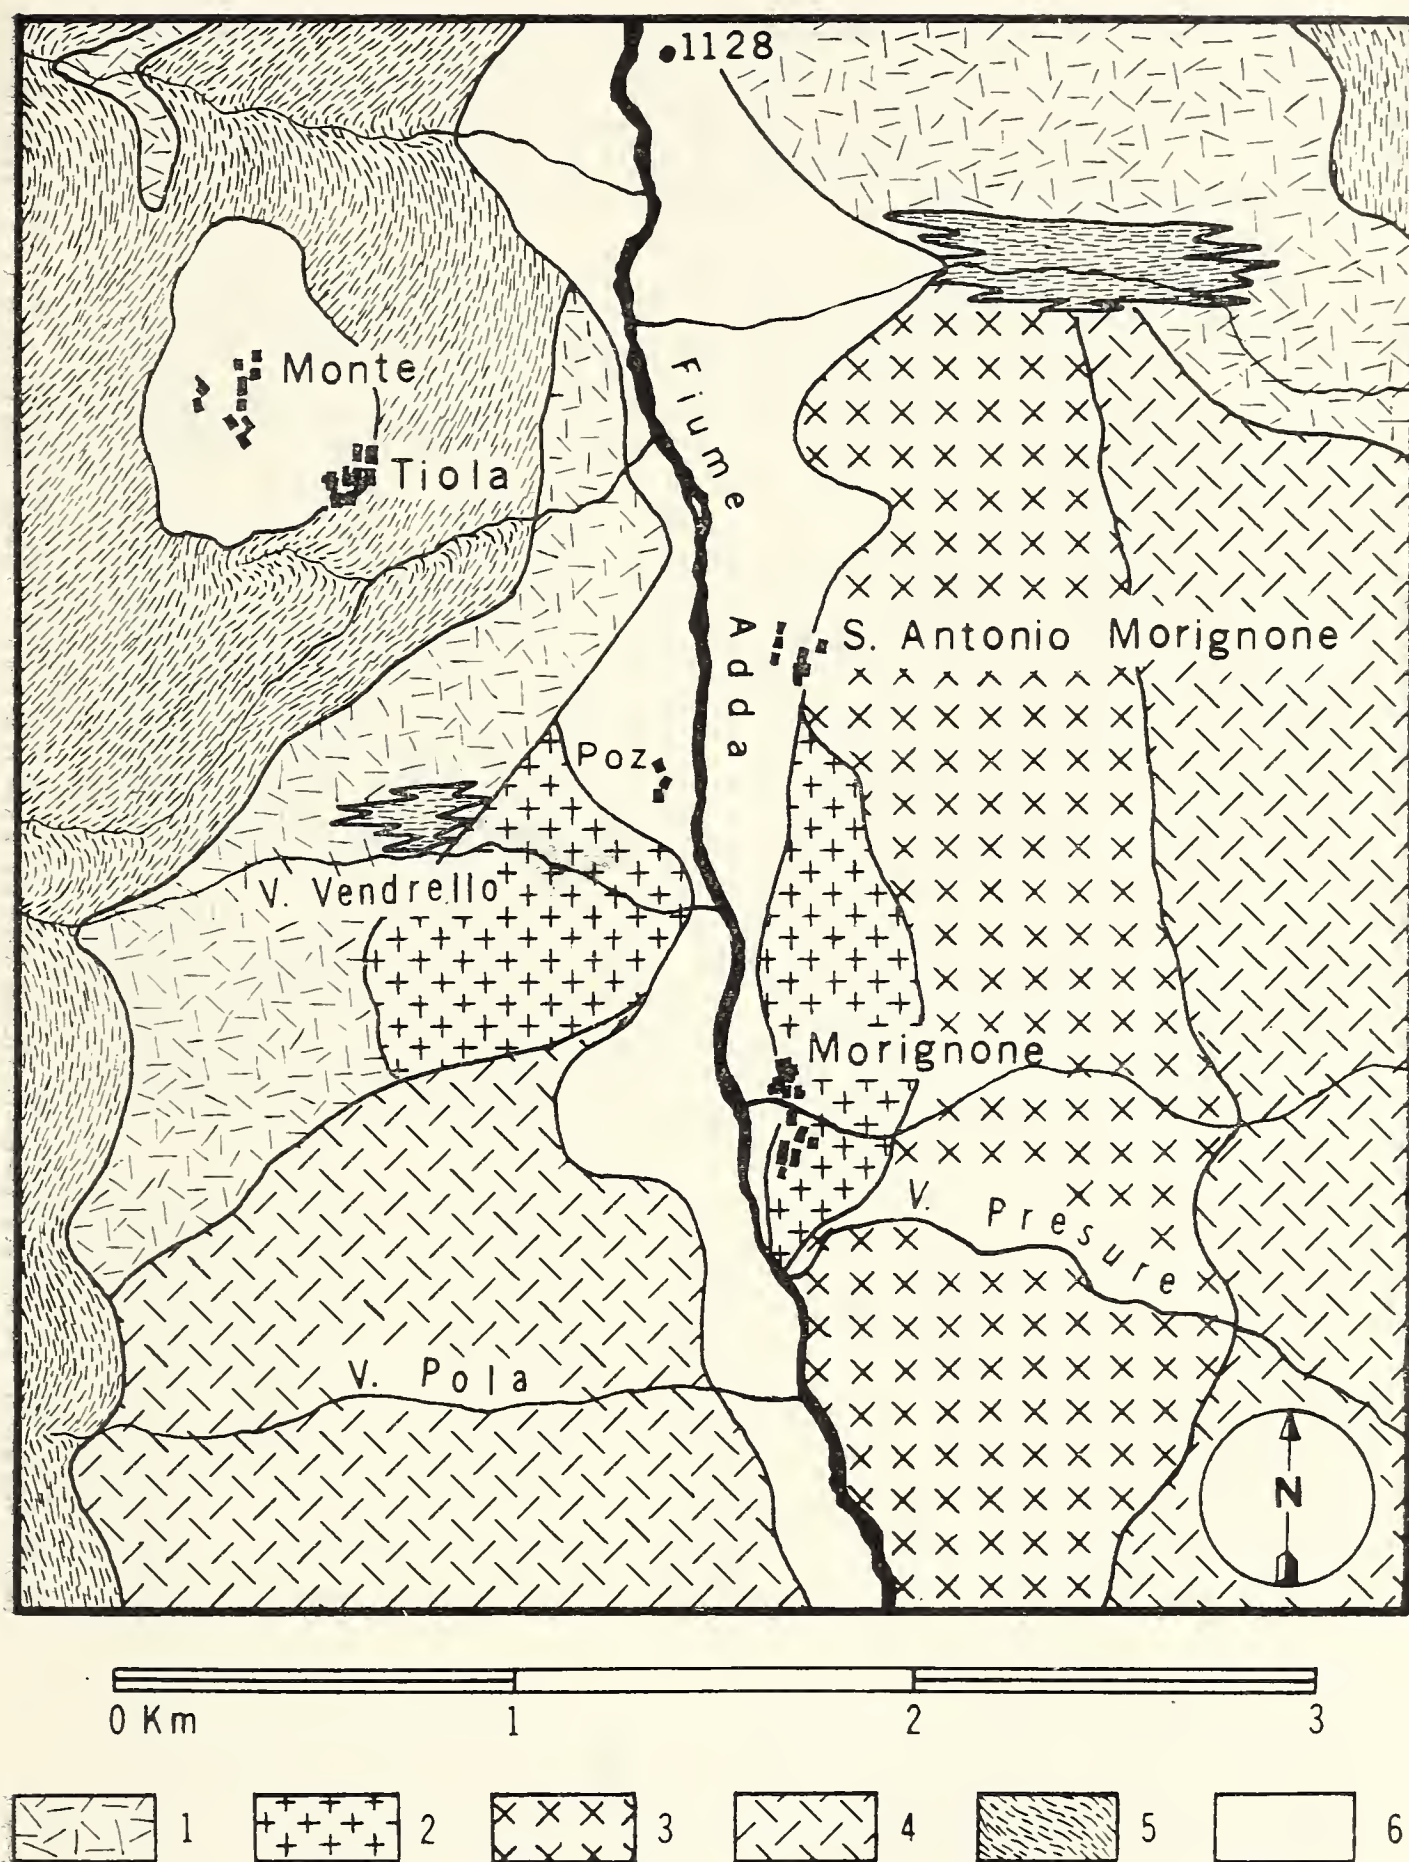 1128
Monte
Tiola
Fiume Adda
S. Antonio Morignone
Poz
V. Vendrello
Morignone
V. Presure
V. Pola
N
0 Km 1 2 3
1 2 3 4 5 6